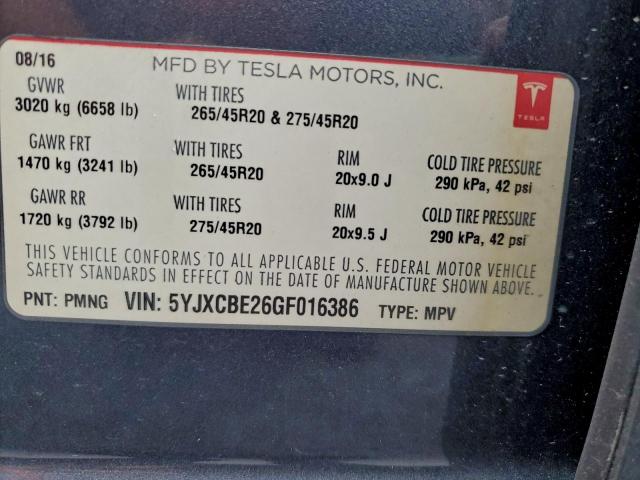 08/16 MFD BY TESLA MOTORS, INC.
GVWR WITH TIRES
3020 kg (6658 lb) 265/45R20 & 275/45R20
TESLA
GAWR FRT WITH TIRES RIM COLD TIRE PRESSURE
1470 kg (3241 lb) 265/45R20 20x9.0 J 290 kPa, 42 psi
GAWR RR WITH TIRES RIM COLD TIRE PRESSURE
1720 kg (3792 lb) 275/45R20 20x9.5 J 290 kPa, 42 psi
THIS VEHICLE CONFORMS TO ALL APPLICABLE U.S. FEDERAL MOTOR VEHICLE
SAFETY STANDARDS IN EFFECT ON THE DATE OF MANUFACTURE SHOWN ABOVE.
PNT: PMNG VIN: 5YJXCBE26GF016386 TYPE: MPV